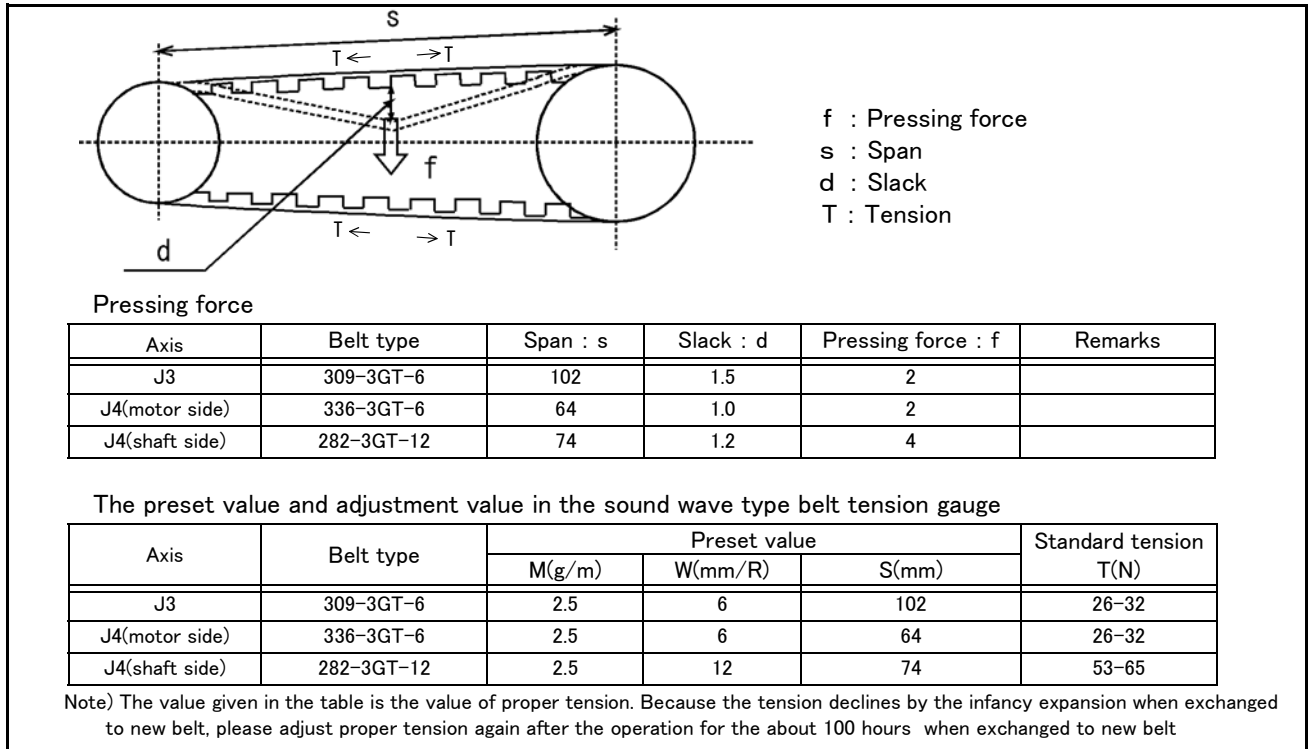 s
T ← → T
f
T ← → T
d
f : Pressing force
s : Span
d : Slack
T : Tension
Pressing force
Axis Belt type Span : s Slack : d Pressing force : f Remarks
J3 309-3GT-6 102 1.5 2
J4(motor side) 336-3GT-6 64 1.0 2
J4(shaft side) 282-3GT-12 74 1.2 4
The preset value and adjustment value in the sound wave type belt tension gauge
Axis Belt type Preset value Standard tension
M(g/m) W(mm/R) S(mm) T(N)
J3 309-3GT-6 2.5 6 102 26-32
J4(motor side) 336-3GT-6 2.5 6 64 26-32
J4(shaft side) 282-3GT-12 2.5 12 74 53-65
Note) The value given in the table is the value of proper tension. Because the tension declines by the infancy expansion when exchanged
to new belt, please adjust proper tension again after the operation for the about 100 hours when exchanged to new belt